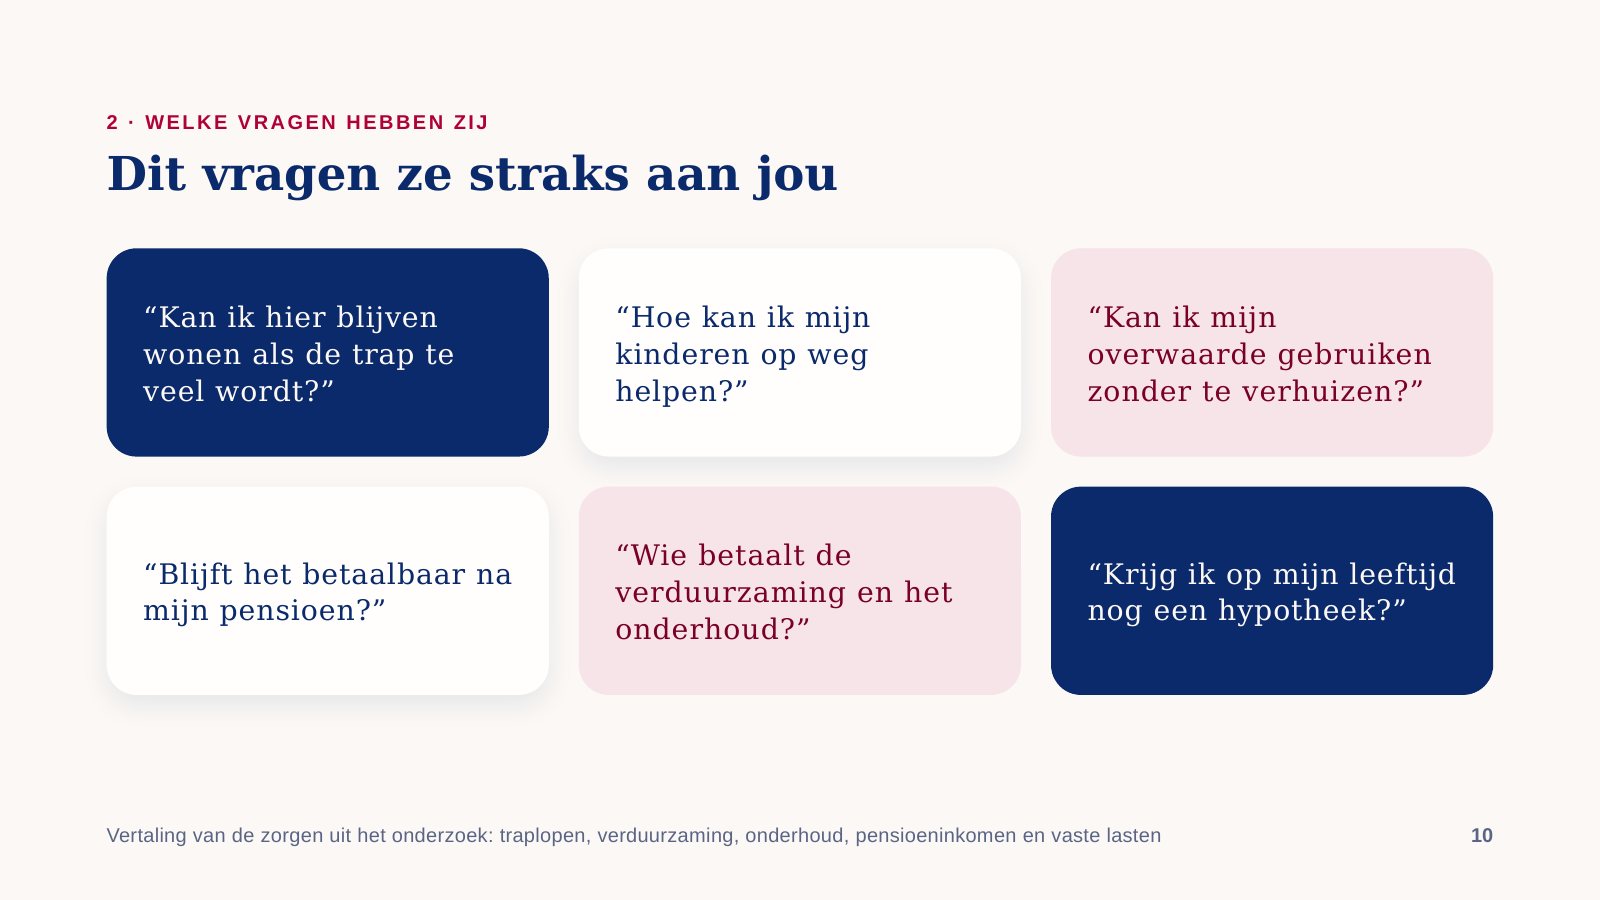 2 · WELKE VRAGEN HEBBEN ZIJ
Dit vragen ze straks aan jou
“Kan ik hier blijven
wonen als de trap te
veel wordt?”
“Hoe kan ik mijn
kinderen op weg
helpen?”
“Kan ik mijn
overwaarde gebruiken
zonder te verhuizen?”
“Blijft het betaalbaar na
mijn pensioen?”
“Wie betaalt de
verduurzaming en het
onderhoud?”
“Krijg ik op mijn leeftijd
nog een hypotheek?”
Vertaling van de zorgen uit het onderzoek: traplopen, verduurzaming, onderhoud, pensioeninkomen en vaste lasten
10